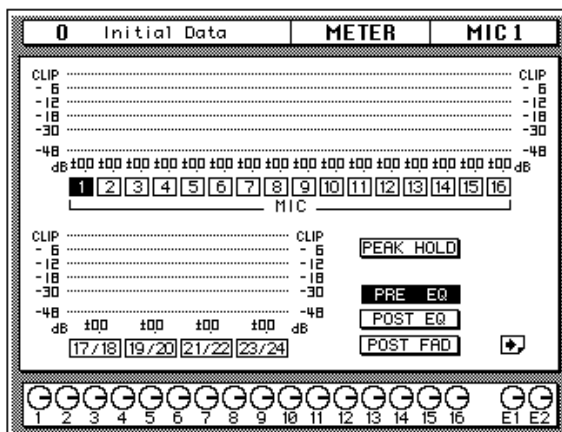 0 Initial Data METER MIC 1
CLIP CLIP
- 6 - 6
-12 -12
-18 -18
-30 -30
-48 -48
dB ±00 ±00 ±00 ±00 ±00 ±00 ±00 ±00 ±00 ±00 ±00 ±00 ±00 ±00 ±00 ±00 dB
1 2 3 4 5 6 7 8 9 10 11 12 13 14 15 16
MIC
CLIP CLIP
- 6 - 6
-12 -12
-18 -18
-30 -30
-48 -48
dB ±00 ±00 ±00 ±00 dB
17/18 19/20 21/22 23/24
PEAK HOLD
PRE EQ
POST EQ
POST FAD
1 2 3 4 5 6 7 8 9 10 11 12 13 14 15 16 E1 E2